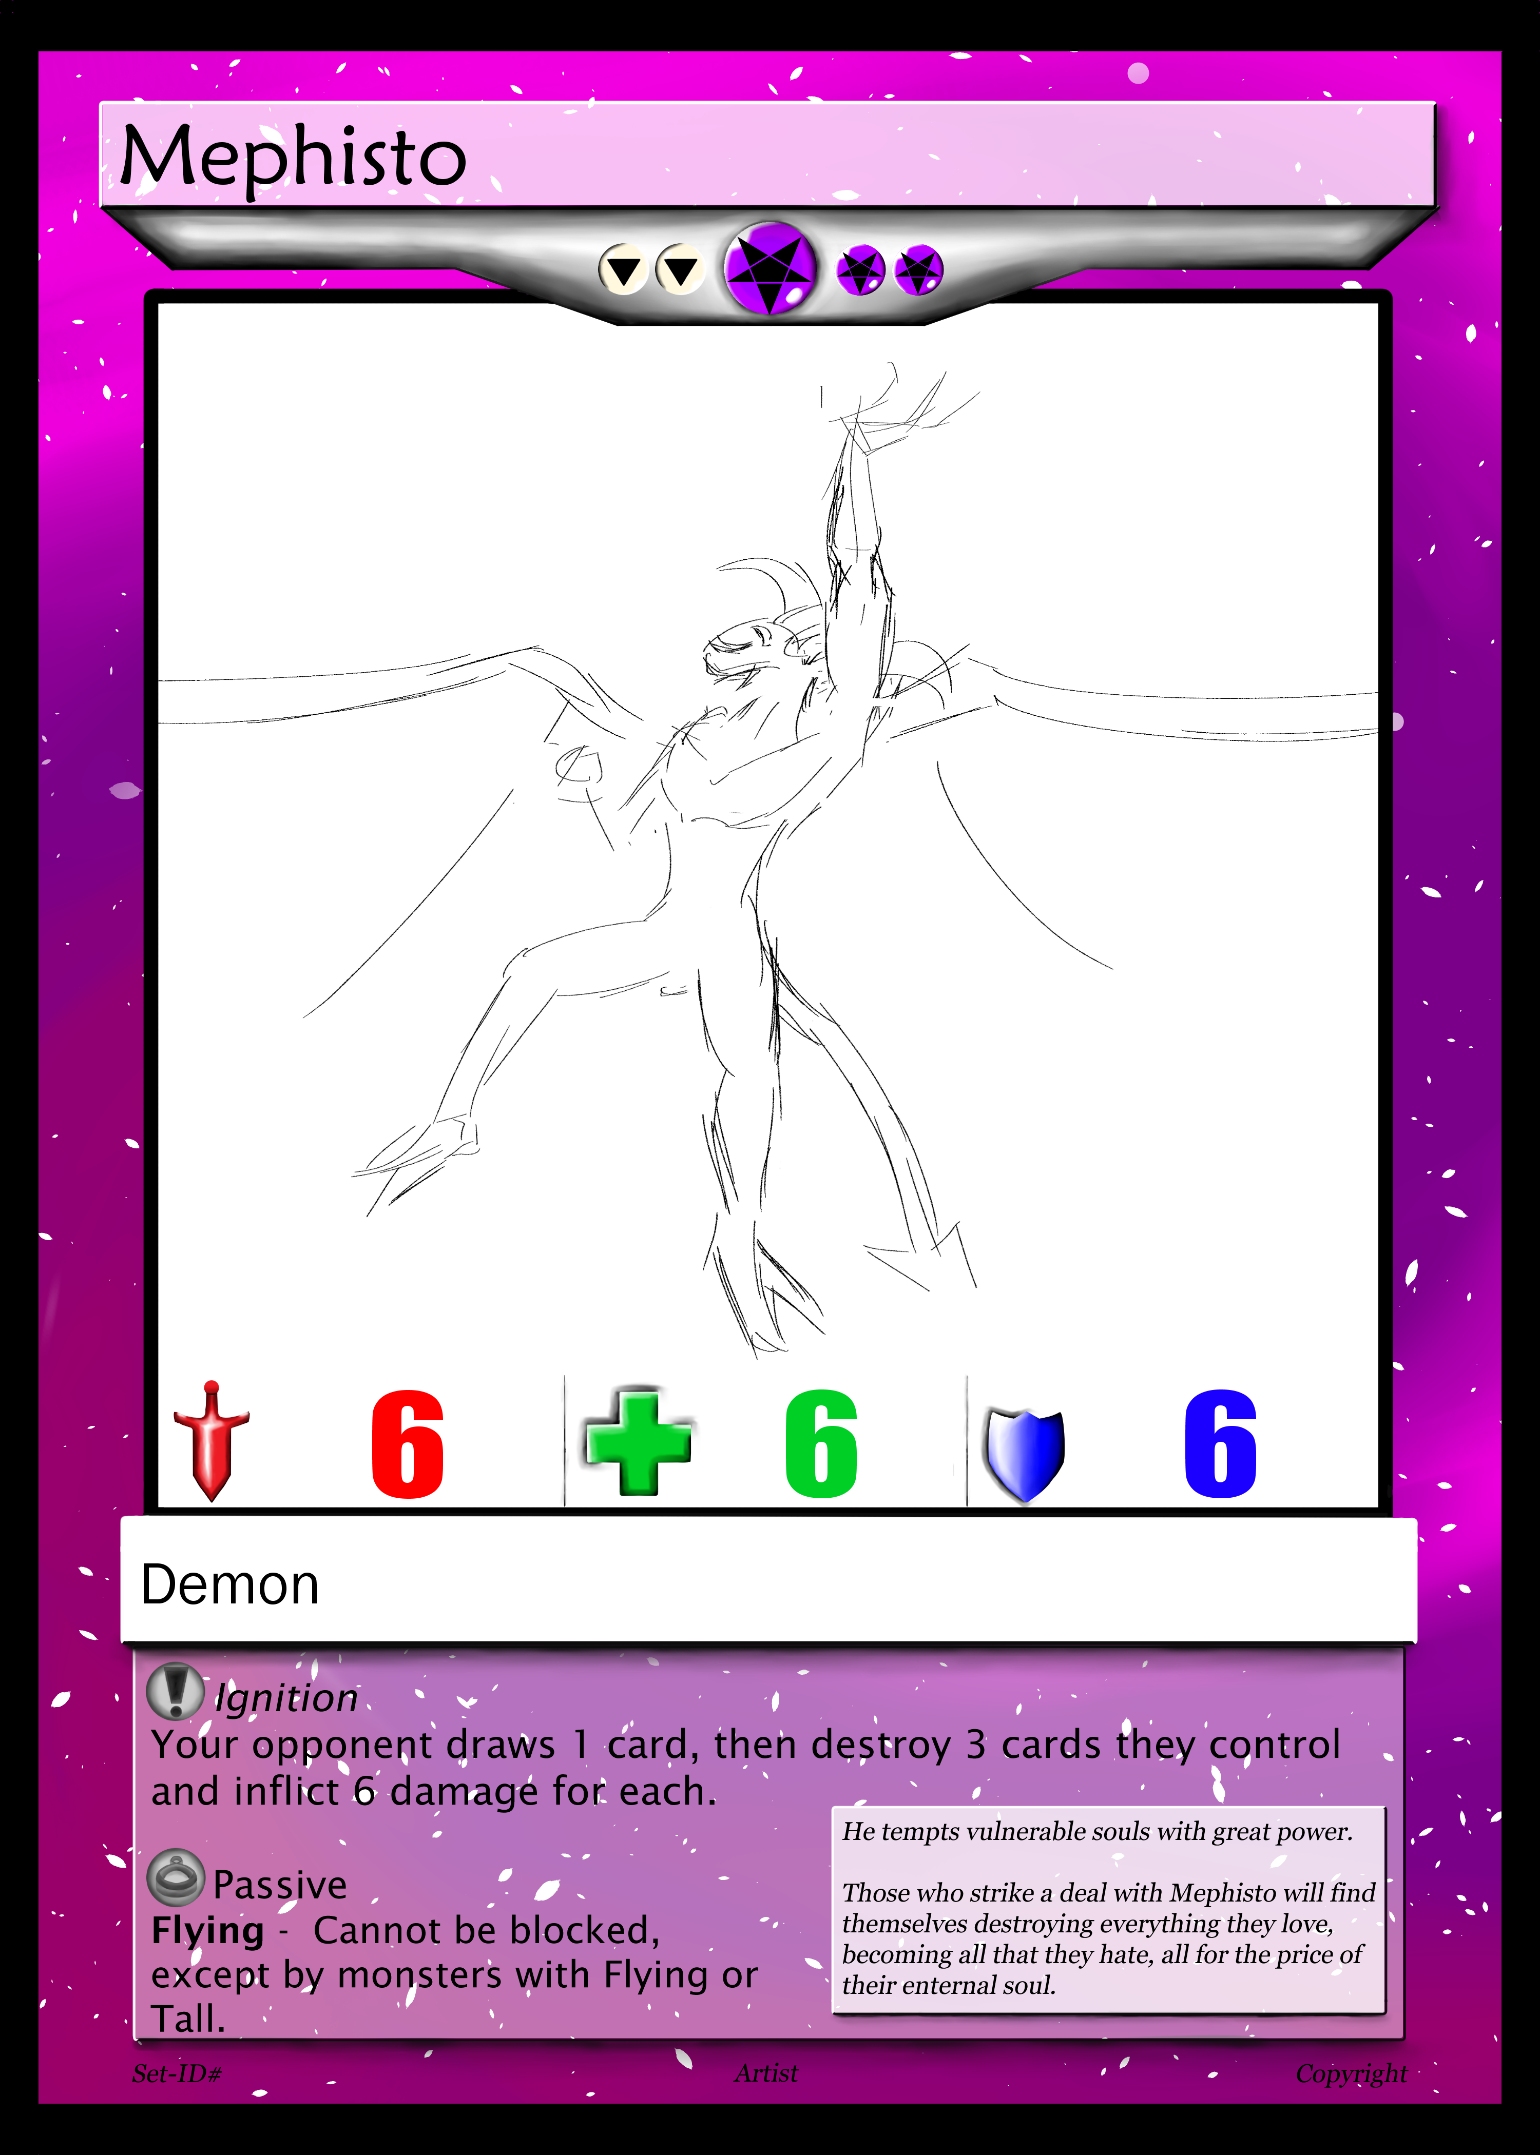 Mephisto
6 6 6
Demon
Ignition
Your opponent draws 1 card, then destroy 3 cards they control
and inflict 6 damage for each.
Passive
Flying - Cannot be blocked,
except by monsters with Flying or
Tall.
He tempts vulnerable souls with great power.
Those who strike a deal with Mephisto will find
themselves destroying everything they love,
becoming all that they hate, all for the price of
their enternal soul.
Set-ID# Artist Copyright